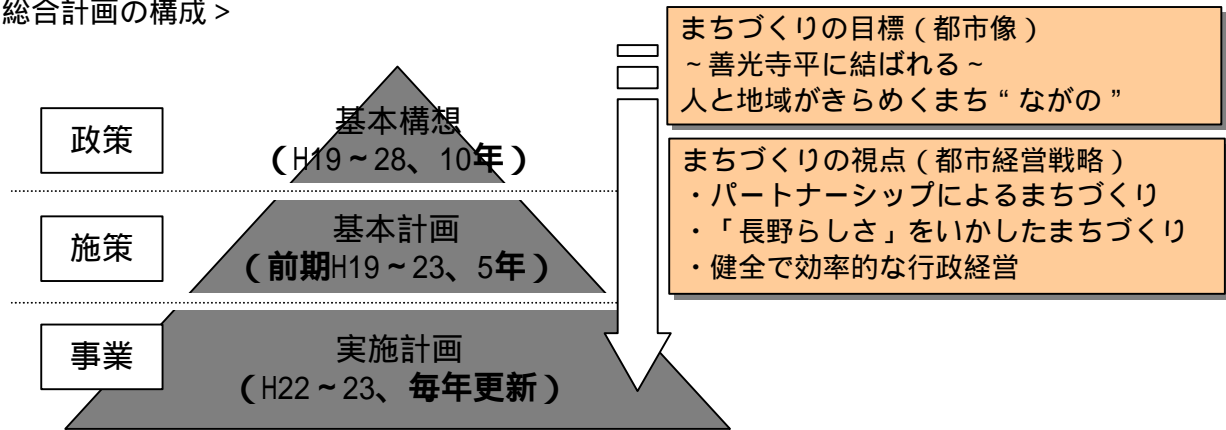 総合計画の構成>
まちづくりの目標(都市像)
~善光寺平に結ばれる~
人と地域がきらめくまち“ながの”
政策
基本構想
(H19~28、10年)
まちづくりの視点(都市経営戦略)
・パートナーシップによるまちづくり
・「長野らしさ」をいかしたまちづくり
・健全で効率的な行政経営
施策
基本計画
(前期H19~23、5年)
事業
実施計画
(H22~23、毎年更新)